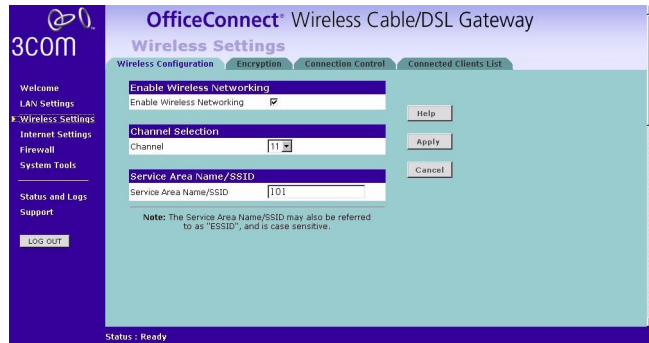 3COM
OfficeConnect® Wireless Cable/DSL Gateway
Wireless Settings
Wireless Configuration Encryption Connection Control Connected Clients List
Welcome
LAN Settings
Wireless Settings
Internet Settings
Firewall
System Tools
Status and Logs
Support
LOG OUT
Enable Wireless Networking
Enable Wireless Networking
Channel Selection
Channel 11
Service Area Name/SSID
Service Area Name/SSID 101
Note: The Service Area Name/SSID may also be referred
to as "ESSID", and is case sensitive.
Help
Apply
Cancel
Status : Ready